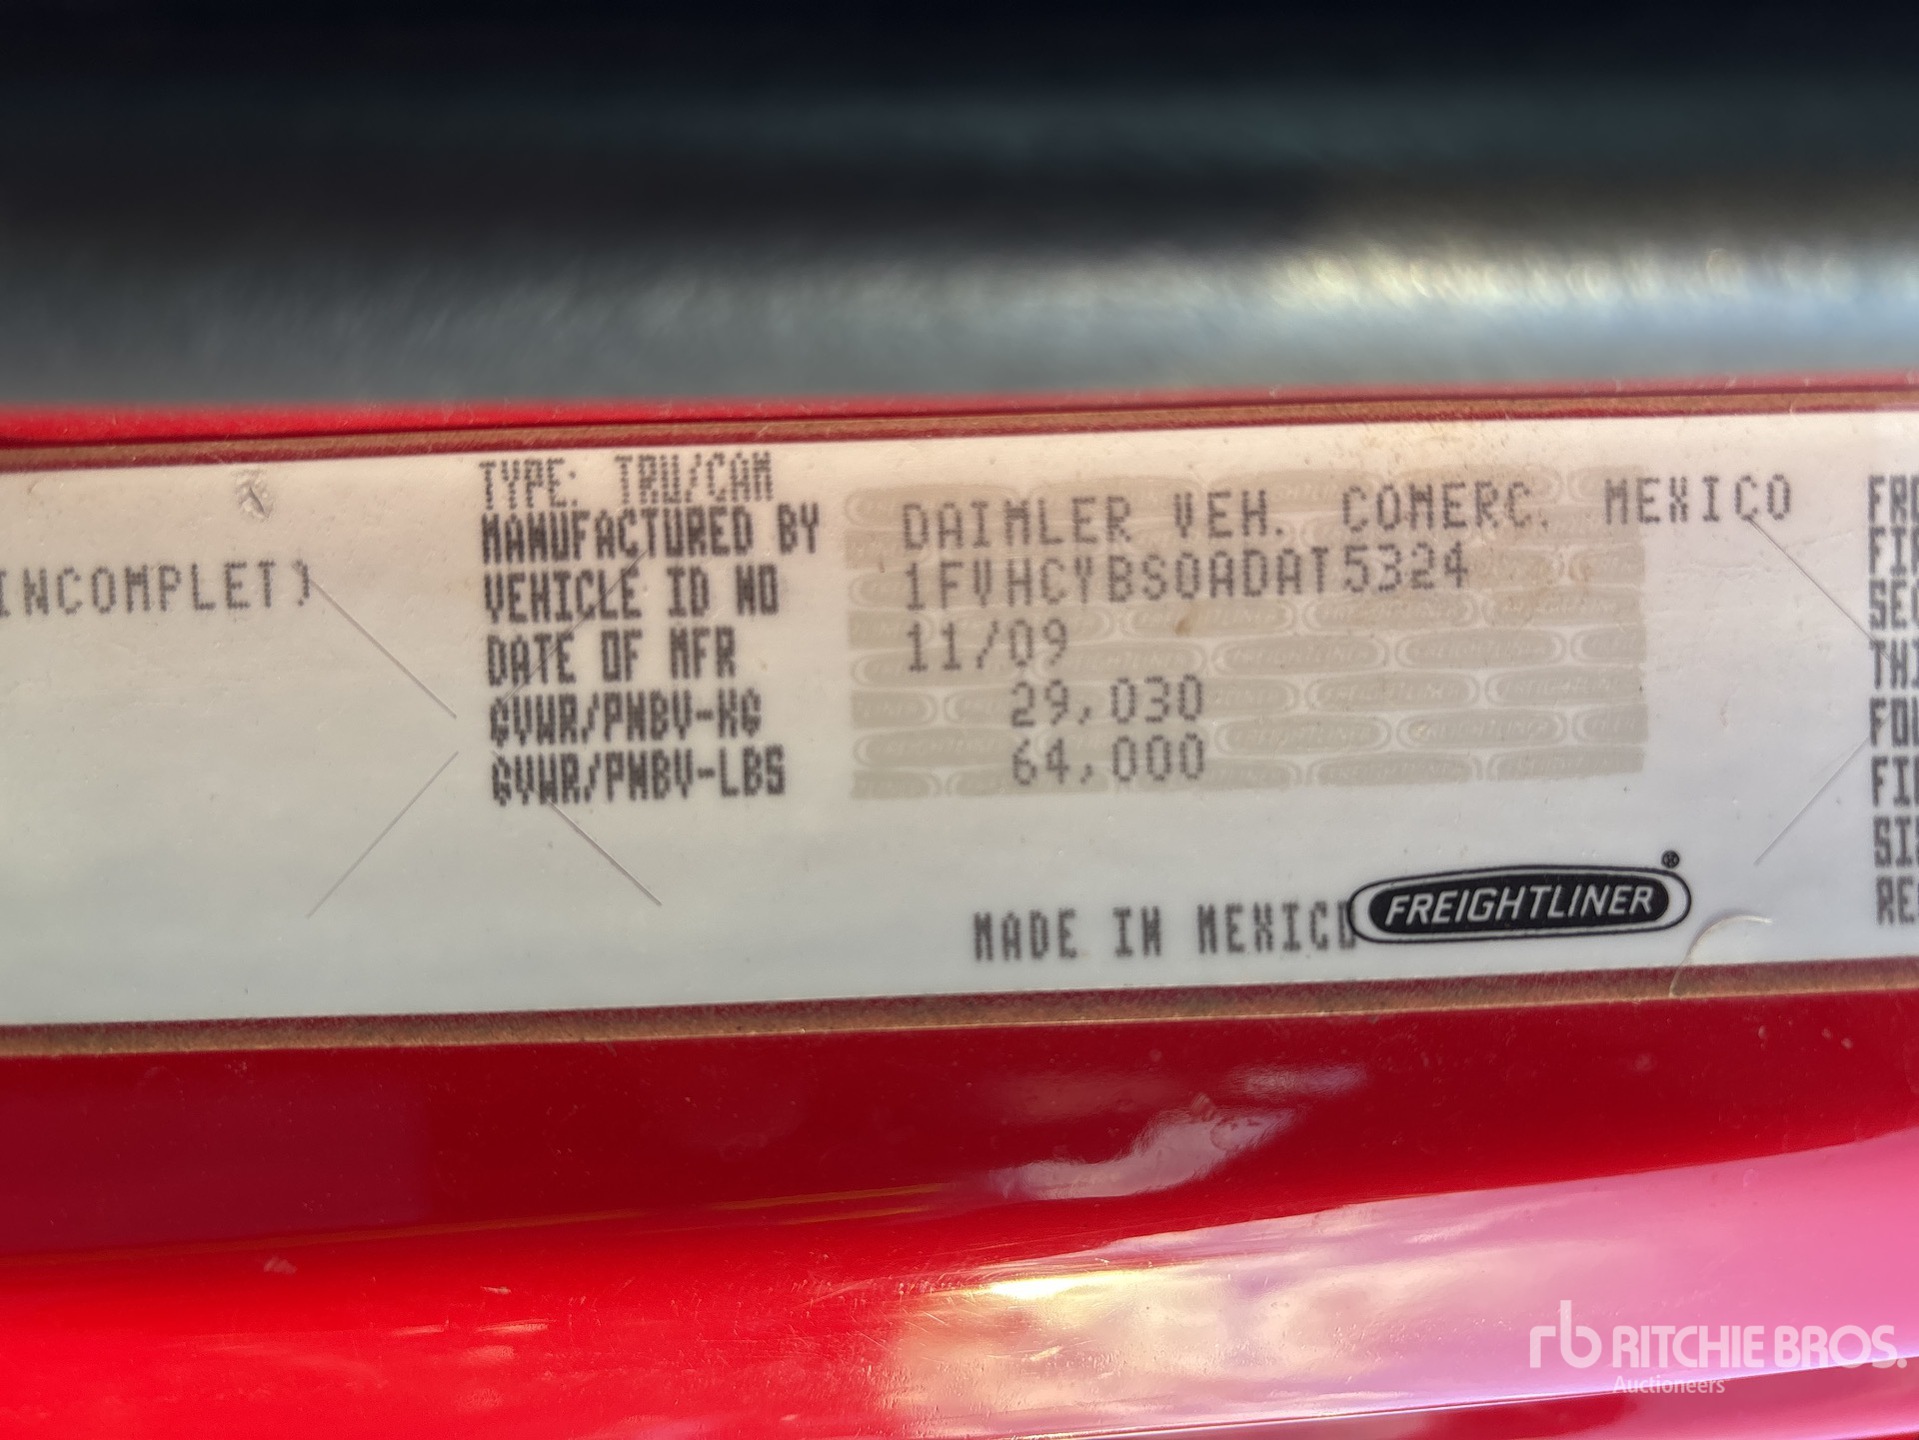 INCOMPLET)
TYPE: TRU/CAM
MANUFACTURED BY DAIMLER VEH. COMERC. MEXICO
VEHICLE ID NO 1FVHCYBS0ADAT5324
DATE OF MFR 11/09
GVWR/PNBV-KG 29,030
GVWR/PNBV-LBS 64,000
MADE IN MEXICO FREIGHTLINER®
rb RITCHIE BROS.
Auctioneers